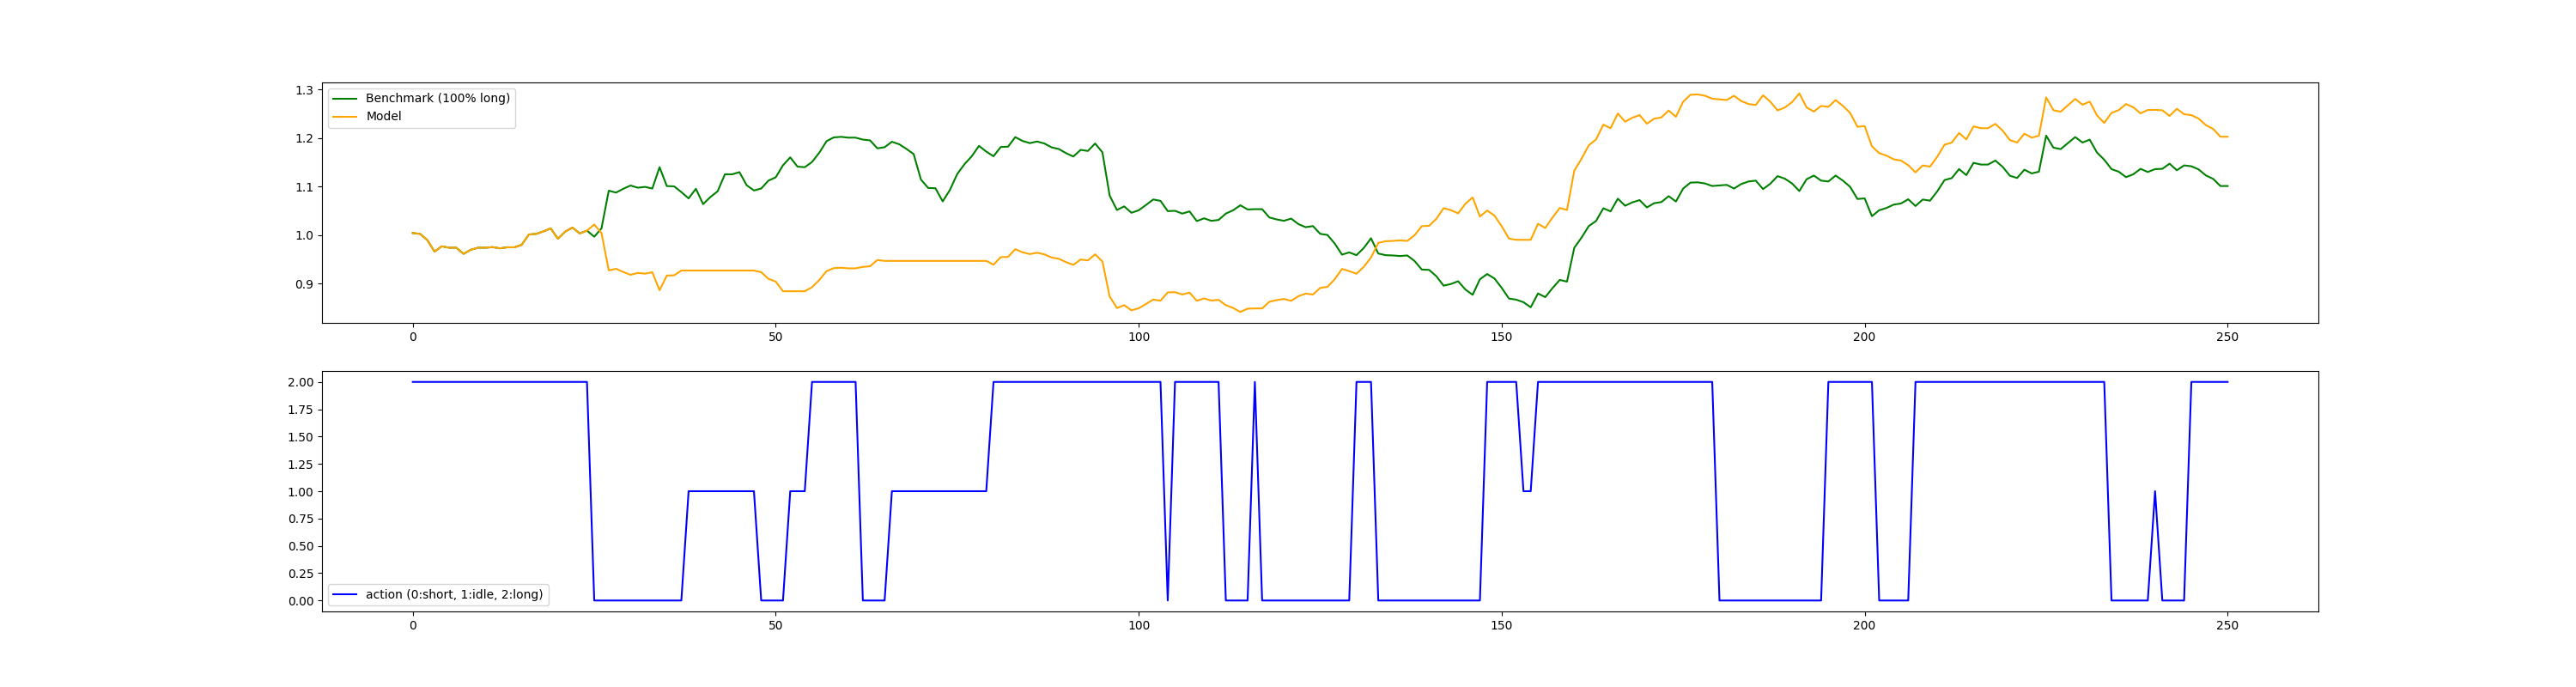 1.3
1.2
1.1
1.0
0.9
Benchmark (100% long)
Model
0 50 100 150 200 250
2.00
1.75
1.50
1.25
1.00
0.75
0.50
0.25
0.00
action (0:short, 1:idle, 2:long)
0 50 100 150 200 250